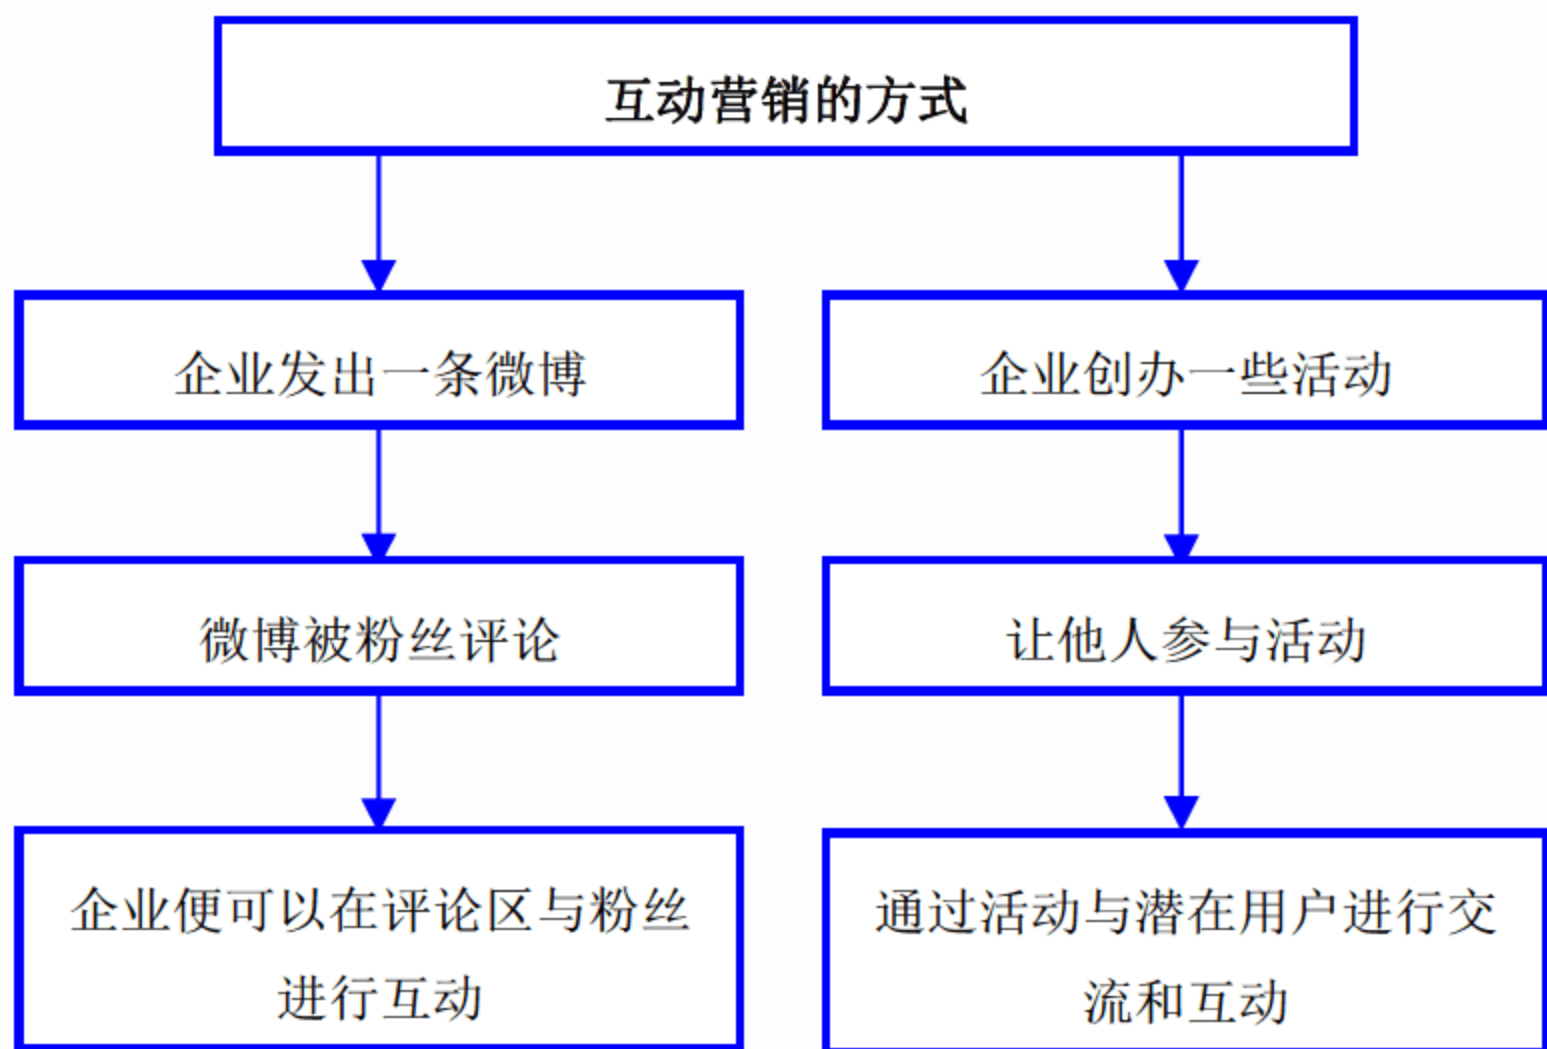 互动营销的方式
企业发出一条微博
企业创办一些活动
微博被粉丝评论
让他人参与活动
企业便可以在评论区与粉丝
进行互动
通过活动与潜在用户进行交
流和互动